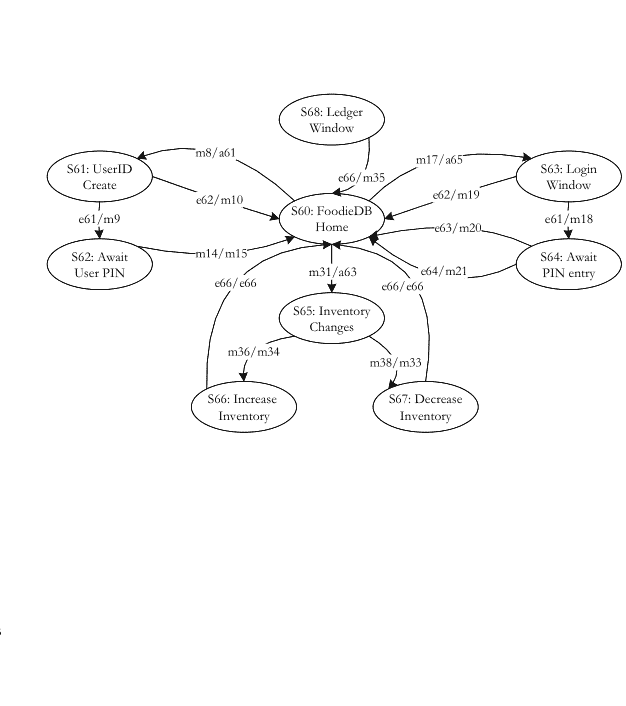 S68: Ledger
Window
m8/a61
m17/a65
S61: UserID
Create
e66/m35
S63: Login
Window
e62/m10
e62/m19
S60: FoodieDB
Home
e61/m9
e61/m18
e63/m20
S62: Await
User PIN
m14/m15
S64: Await
PIN entry
m31/a63
e64/m21
e66/e66
e66/e66
S65: Inventory
Changes
m36/m34
m38/m33
S66: Increase
Inventory
S67: Decrease
Inventory